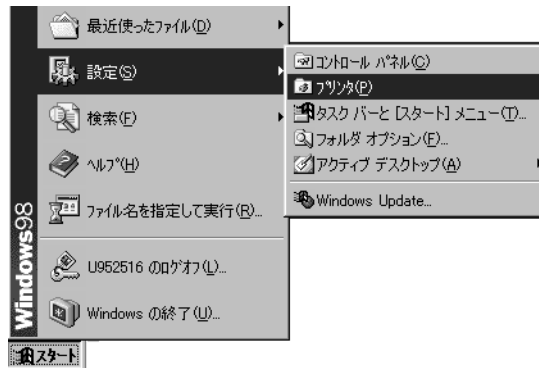 最近使ったファイル(D)
設定(S)
検索(F)
ヘルプ(H)
ファイル名を指定して実行(R)...
U952516 のログオフ(L)...
Windows の終了(U)...
Windows98
スタート
コントロール パネル(C)
プリンタ(P)
タスク バーと [スタート] メニュー(T)...
フォルダ オプション(F)...
アクティブ デスクトップ(A)
Windows Update...